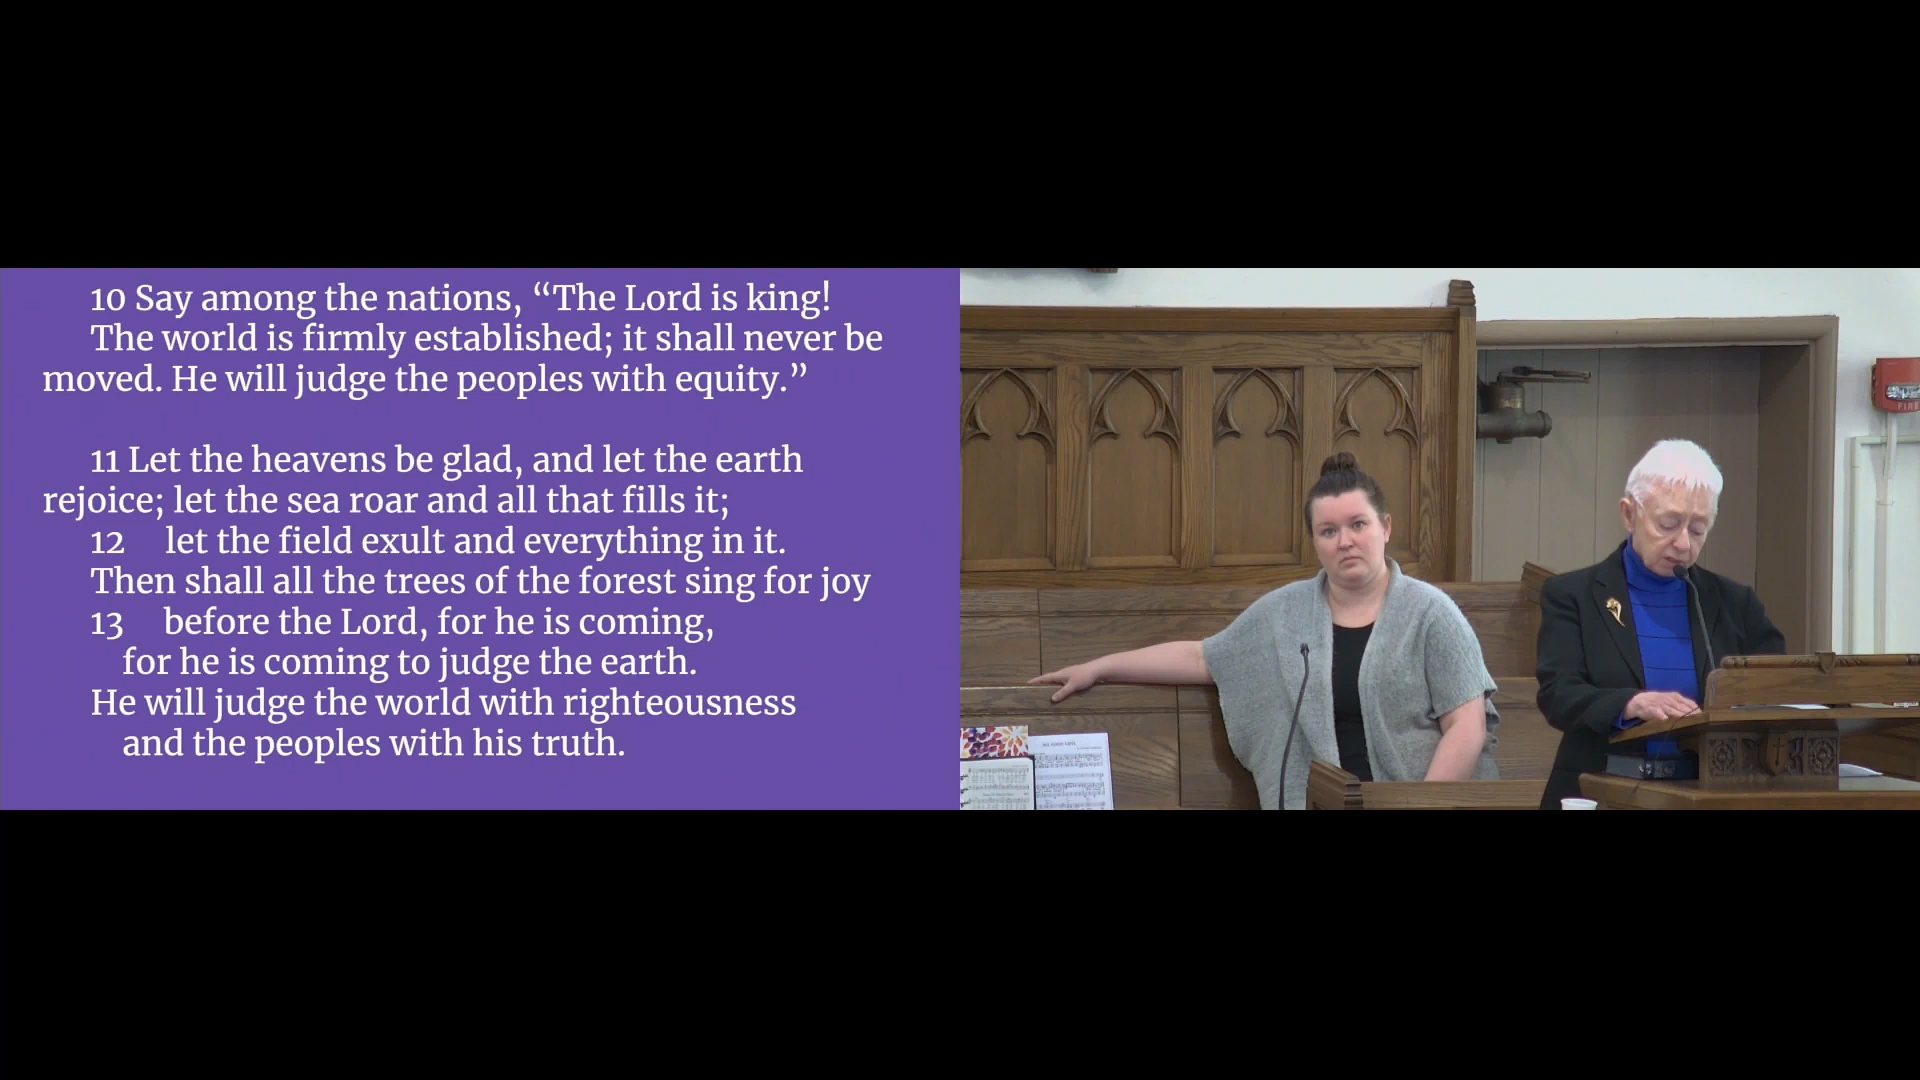 10 Say among the nations, “The Lord is king!
The world is firmly established; it shall never be
moved. He will judge the peoples with equity.”
11 Let the heavens be glad, and let the earth
rejoice; let the sea roar and all that fills it;
12 let the field exult and everything in it.
Then shall all the trees of the forest sing for joy
13 before the Lord, for he is coming,
for he is coming to judge the earth.
He will judge the world with righteousness
and the peoples with his truth.
FIRE